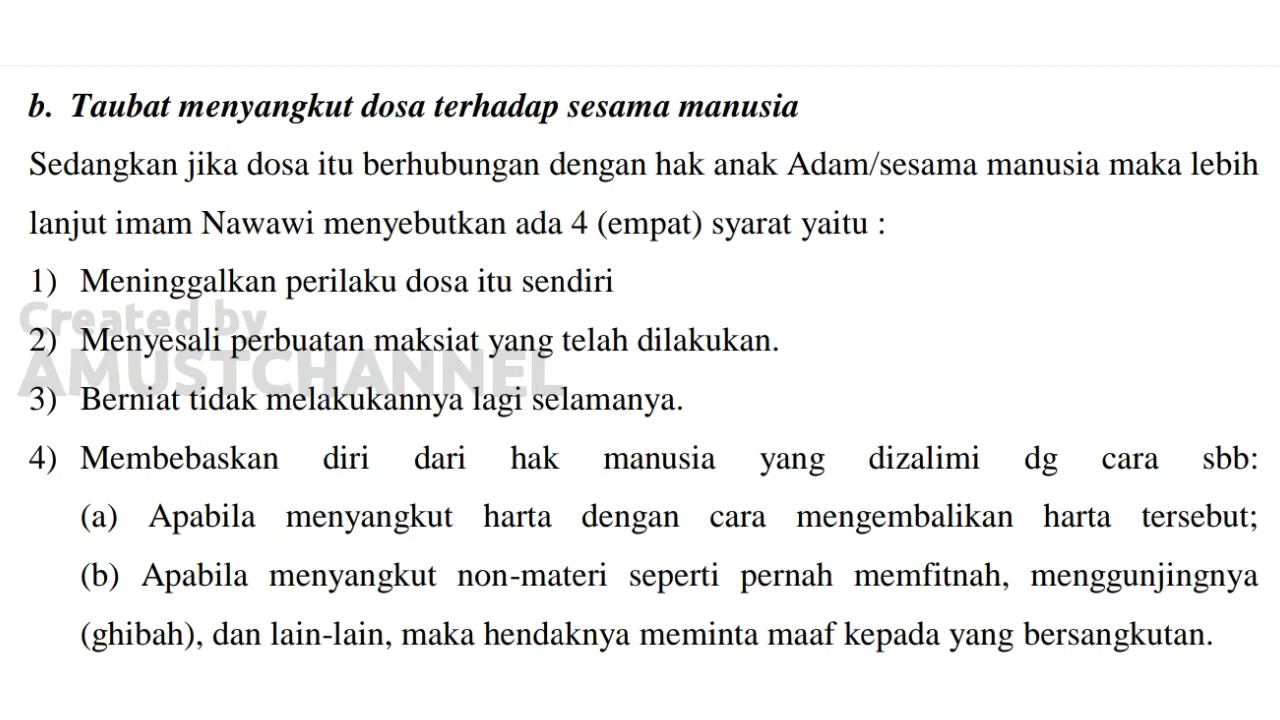 b. Taubat menyangkut dosa terhadap sesama manusia
Sedangkan jika dosa itu berhubungan dengan hak anak Adam/sesama manusia maka lebih
lanjut imam Nawawi menyebutkan ada 4 (empat) syarat yaitu :
1) Meninggalkan perilaku dosa itu sendiri
Created by
2) Menyesali perbuatan maksiat yang telah dilakukan.
AMUSTCHANNEL
3) Berniat tidak melakukannya lagi selamanya.
4) Membebaskan diri dari hak manusia yang dizalimi dg cara sbb:
(a) Apabila menyangkut harta dengan cara mengembalikan harta tersebut;
(b) Apabila menyangkut non-materi seperti pernah memfitnah, menggunjingnya
(ghibah), dan lain-lain, maka hendaknya meminta maaf kepada yang bersangkutan.